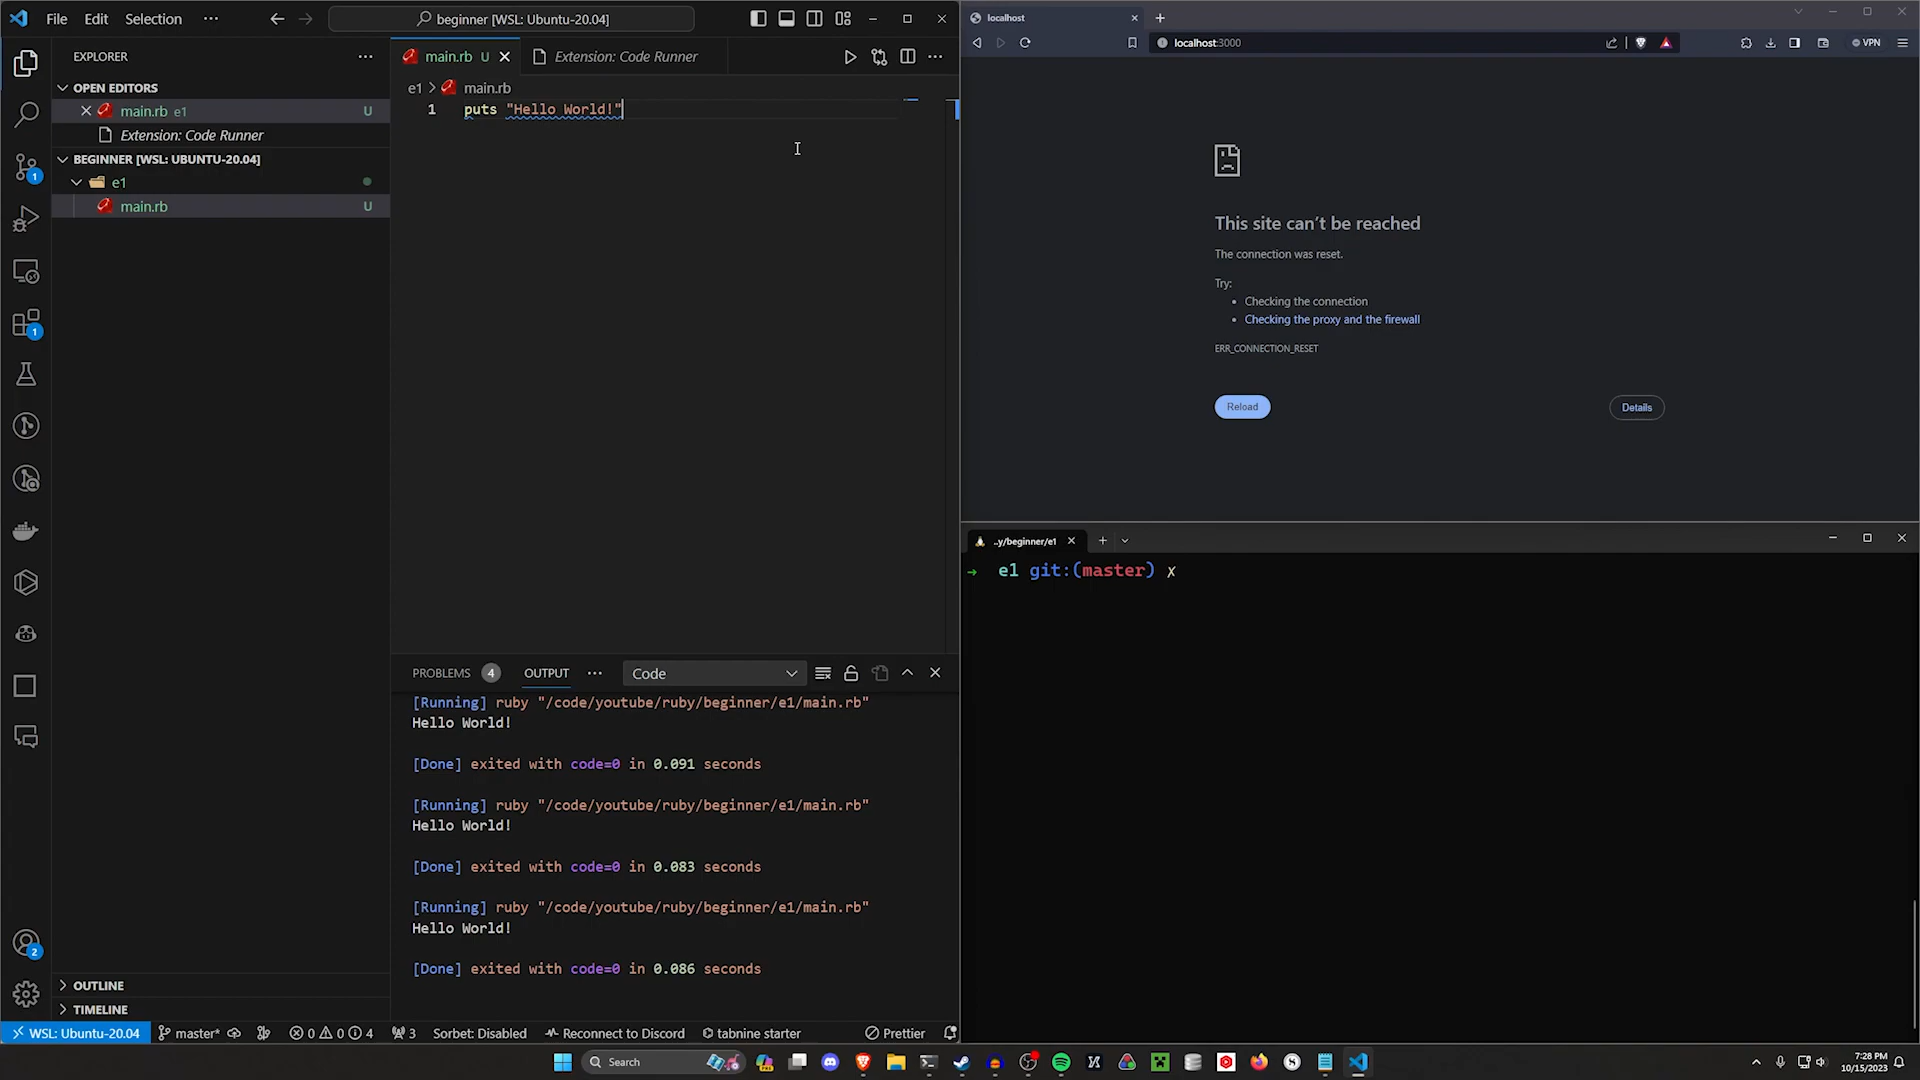 File Edit Selection ···
beginner [WSL: Ubuntu-20.04]
EXPLORER
OPEN EDITORS
main.rb e1 U
Extension: Code Runner
BEGINNER [WSL: UBUNTU-20.04]
e1
main.rb U
1
1
2
OUTLINE
TIMELINE
main.rb U
Extension: Code Runner
e1 > main.rb
1 puts "Hello World!"
PROBLEMS 4 OUTPUT ··· Code
[Running] ruby "/code/youtube/ruby/beginner/e1/main.rb"
Hello World!
[Done] exited with code=0 in 0.091 seconds
[Running] ruby "/code/youtube/ruby/beginner/e1/main.rb"
Hello World!
[Done] exited with code=0 in 0.083 seconds
[Running] ruby "/code/youtube/ruby/beginner/e1/main.rb"
Hello World!
[Done] exited with code=0 in 0.086 seconds
WSL: Ubuntu-20.04 master* 0 0 4 3 Sorbet: Disabled Reconnect to Discord tabnine starter Prettier
localhost
localhost:3000
VPN
This site can't be reached
The connection was reset.
Try:
• Checking the connection
• Checking the proxy and the firewall
ERR_CONNECTION_RESET
Reload
Details
..y/beginner/e1
→ e1 git:(master) ✗
Search
7:28 PM
10/15/2023